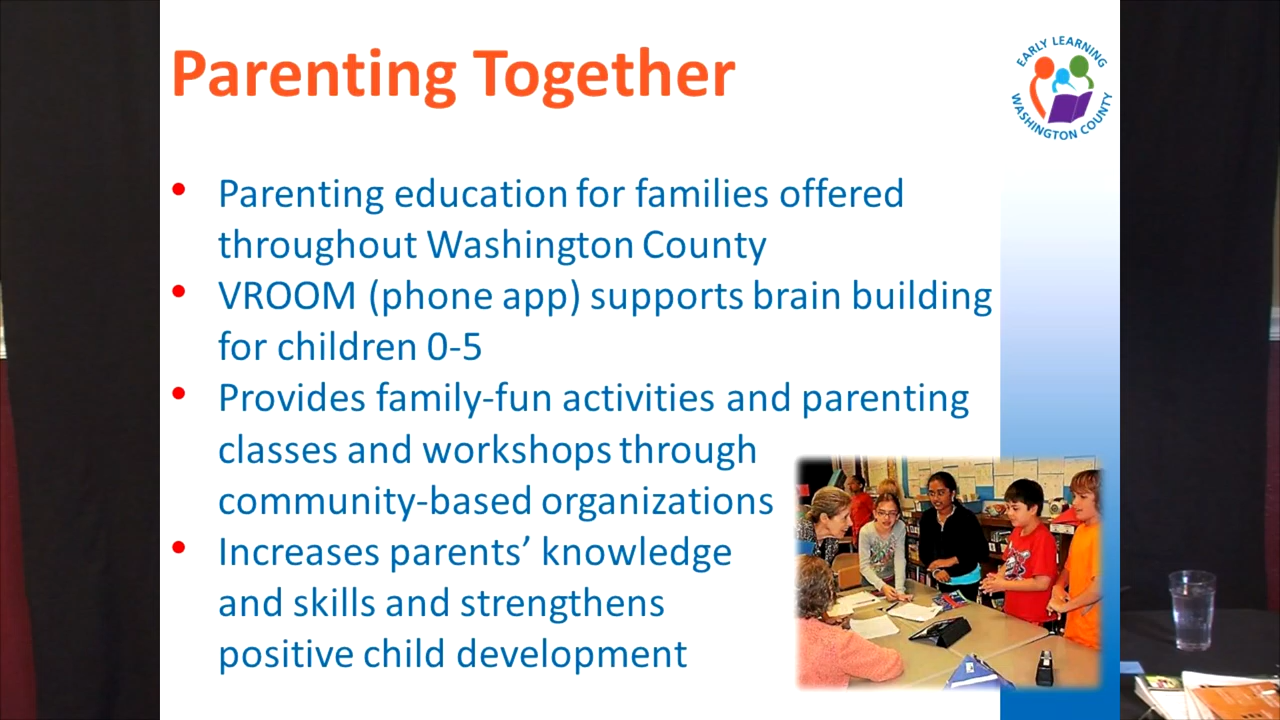 Parenting Together
EARLY LEARNING
WASHINGTON COUNTY
• Parenting education for families offered
throughout Washington County
• VROOM (phone app) supports brain building
for children 0-5
• Provides family-fun activities and parenting
classes and workshops through
community-based organizations
• Increases parents’ knowledge
and skills and strengthens
positive child development